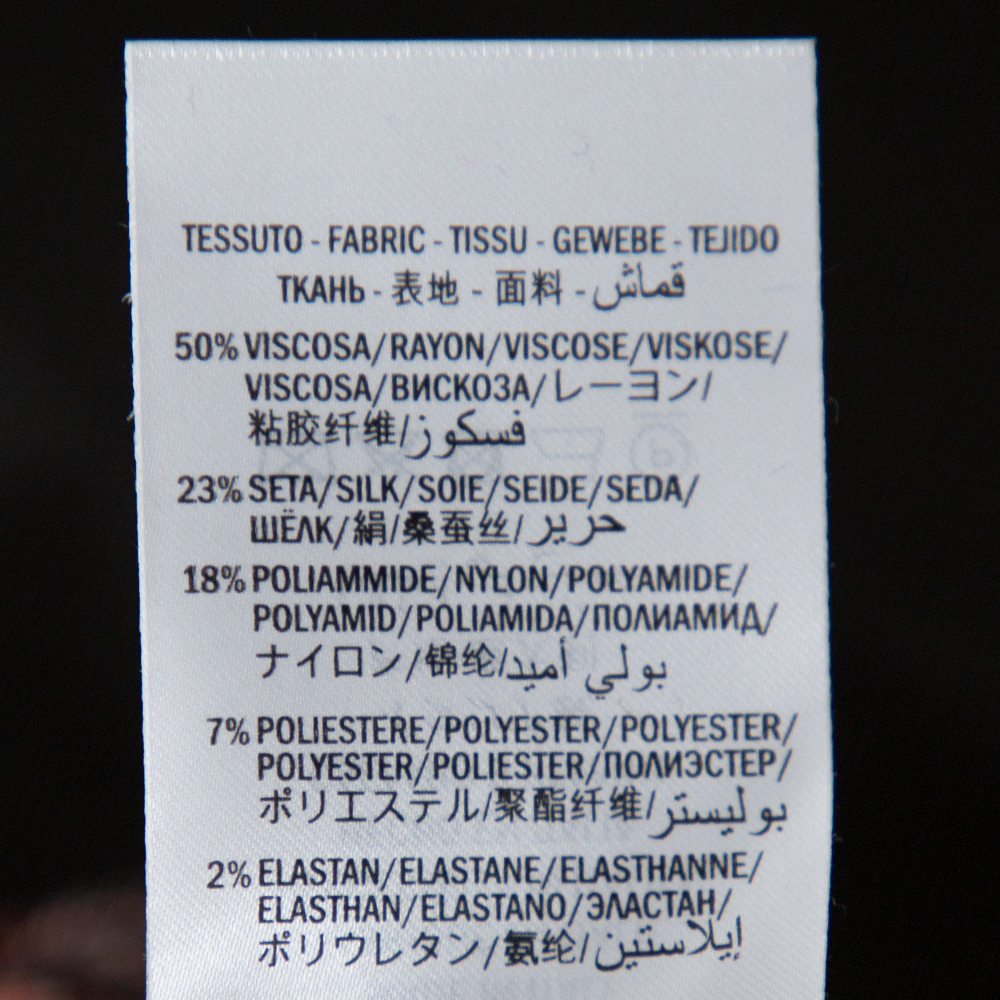 TESSUTO - FABRIC - TISSU - GEWEBE - TEJIDO
ТКАНЬ - 表地 - 面料 - قماش
50% VISCOSA/RAYON/VISCOSE/VISKOSE/
VISCOSA/ВИСКОЗА/レーヨン/
粘胶纤维/فسكوز
23% SETA/SILK/SOIE/SEIDE/SEDA/
ШЁЛК/絹/桑蚕丝/حرير
18% POLIAMMIDE/NYLON/POLYAMIDE/
POLYAMID/POLIAMIDA/ПОЛИАМИД/
ナイロン/锦纶/بولي أميد
7% POLIESTERE/POLYESTER/POLYESTER/
POLYESTER/POLIESTER/ПОЛИЭСТЕР/
ポリエステル/聚酯纤维/بوليستر
2% ELASTAN/ELASTANE/ELASTHANNE/
ELASTHAN/ELASTANO/ЭЛАСТАН/
ポリウレタン/氨纶/إيلاستين